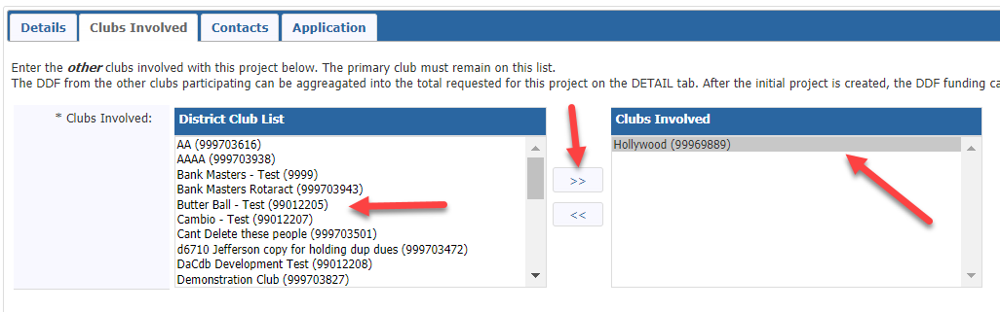 Details
Clubs Involved
Contacts
Application
Enter the other clubs involved with this project below. The primary club must remain on this list.
The DDF from the other clubs participating can be aggreagated into the total requested for this project on the DETAIL tab. After the initial project is created, the DDF funding ca
* Clubs Involved:
District Club List
AA (999703616)
AAAA (999703938)
Bank Masters - Test (9999)
Bank Masters Rotaract (999703943)
Butter Ball - Test (99012205)
Cambio - Test (99012207)
Cant Delete these people (999703501)
d6710 Jefferson copy for holding dup dues (999703472)
DaCdb Development Test (99012208)
Demonstration Club (999703827)
>>
<<
Clubs Involved
Hollywood (99969889)